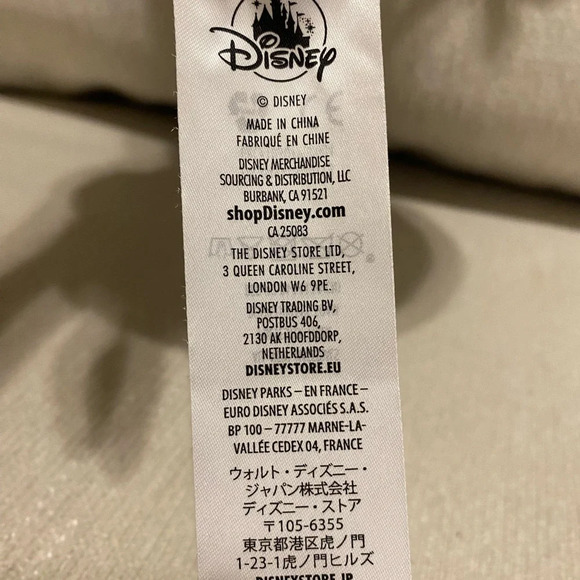 Disney
© DISNEY
MADE IN CHINA
FABRIQUÉ EN CHINE
DISNEY MERCHANDISE
SOURCING & DISTRIBUTION, LLC
BURBANK, CA 91521
shopDisney.com
CA 25083
THE DISNEY STORE LTD,
3 QUEEN CAROLINE STREET,
LONDON W6 9PE.
DISNEY TRADING BV,
POSTBUS 406,
2130 AK HOOFDDORP,
NETHERLANDS
DISNEYSTORE.EU
DISNEY PARKS – EN FRANCE –
EURO DISNEY ASSOCIÉS S.A.S.
BP 100 – 77777 MARNE-LA-
VALLÉE CEDEX 04, FRANCE
ウォルト・ディズニー・
ジャパン株式会社
ディズニー・ストア
〒105-6355
東京都港区虎ノ門
1-23-1虎ノ門ヒルズ
DISNEYSTORE.JP